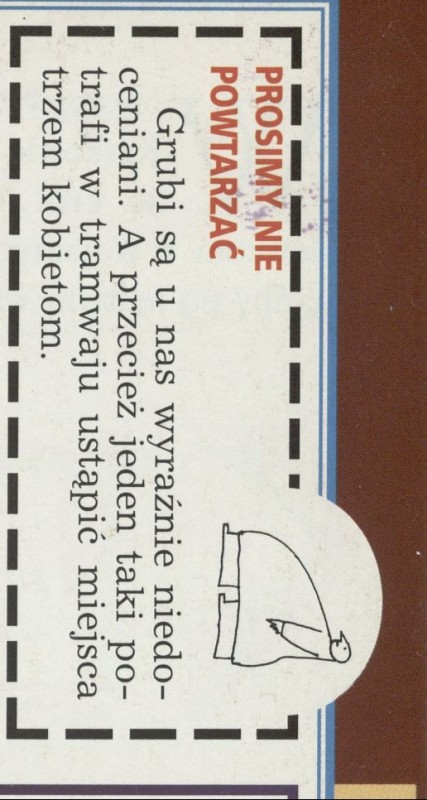 PROSIMY NIE
POWTARZAĆ
Grubi są u nas wyraźnie niedo-
ceniani. A przecież jeden taki po-
trafi w tramwaju ustąpić miejsca
trzem kobietom.